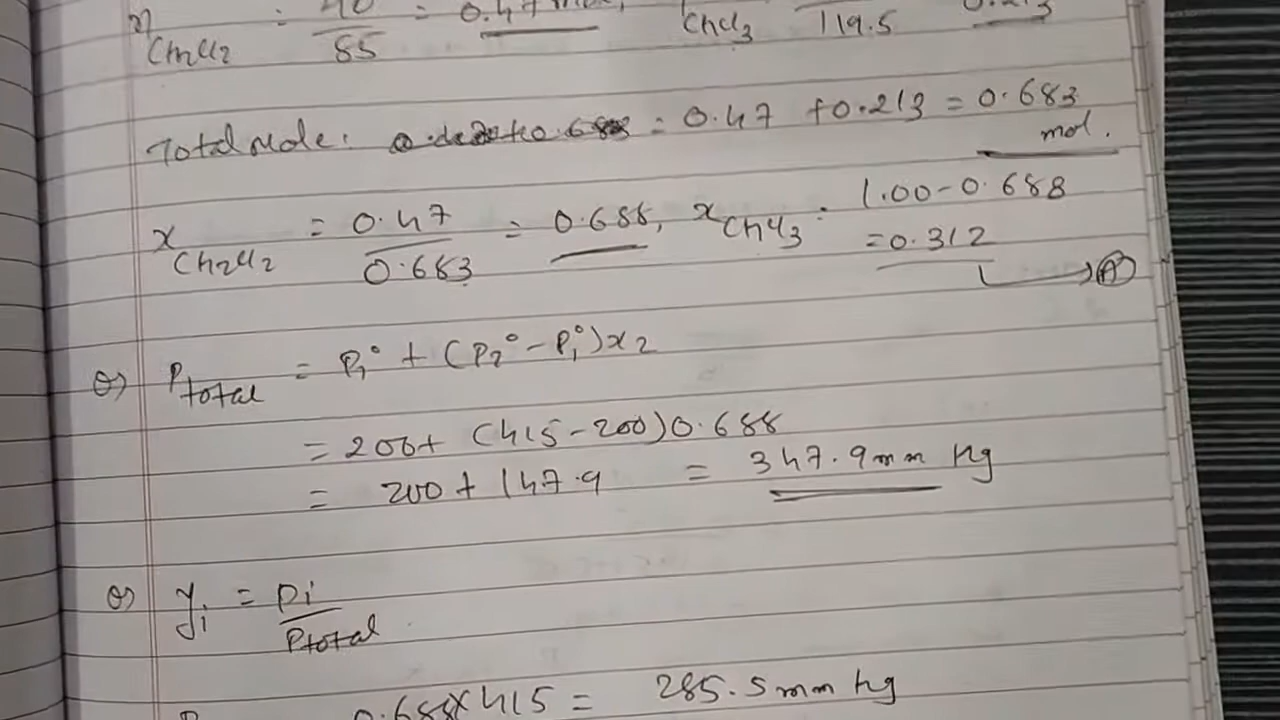 n CH2Cl2 = 40/85 = 0.47 mol, CHCl3 119.5 0.213
Total Mole: = 0.47 + 0.213 = 0.683 mol.
x CH2Cl2 = 0.47/0.683 = 0.688, x CHCl3 = 1.00-0.688
=0.312
→ (A)
Q) P total = P1° + (P2° - P1°)x2
= 200+ (415-200)0.688
= 200 + 147.9 = 347.9 mm Hg
Q) yi = Pi/Ptotal
0.688×415 = 285.5 mm Hg